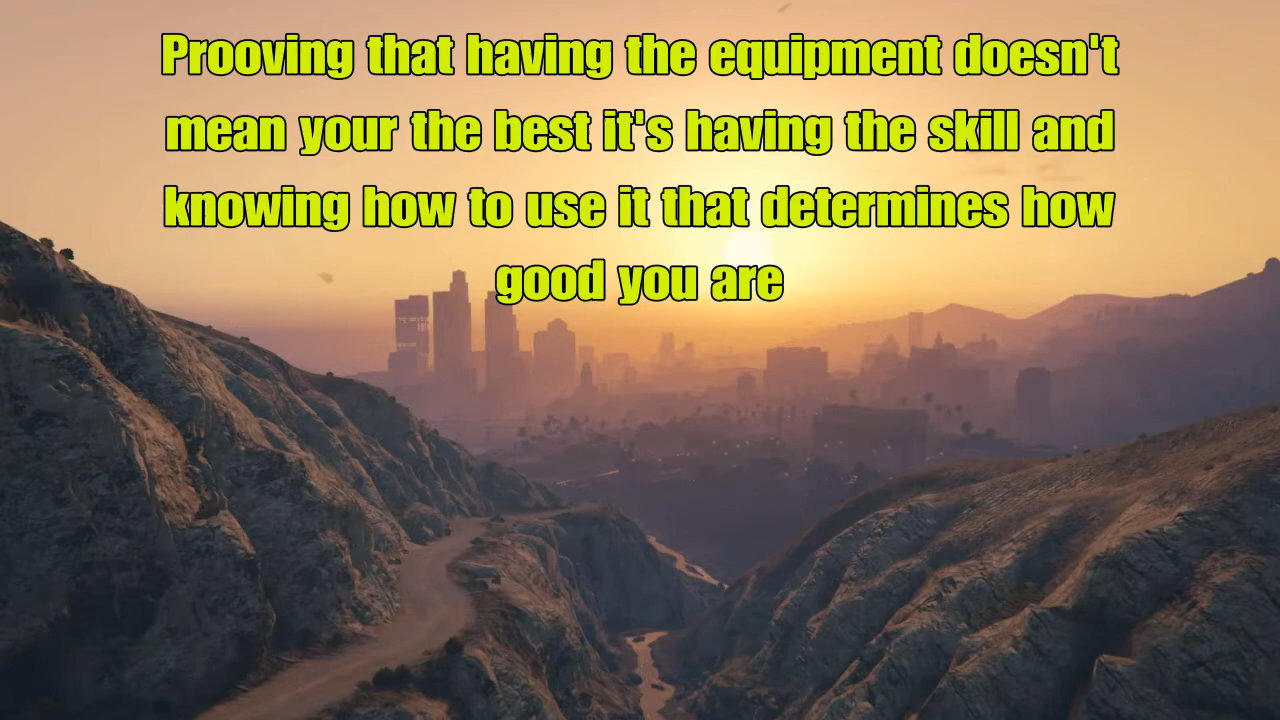 Prooving that having the equipment doesn't
mean your the best it's having the skill and
knowing how to use it that determines how
good you are